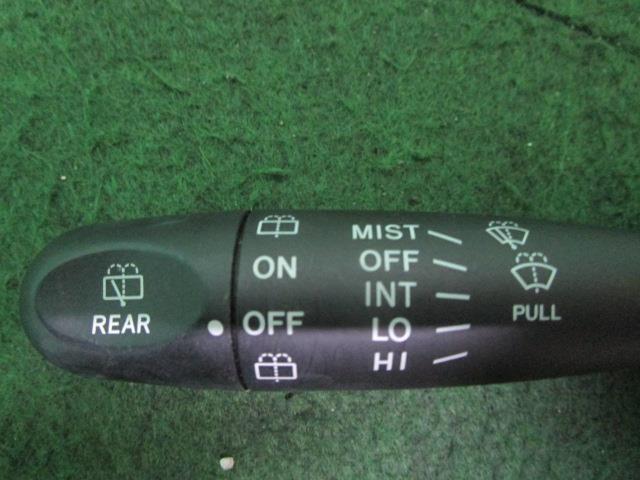 REAR
ON
OFF
MIST
OFF
INT
LO
HI
PULL